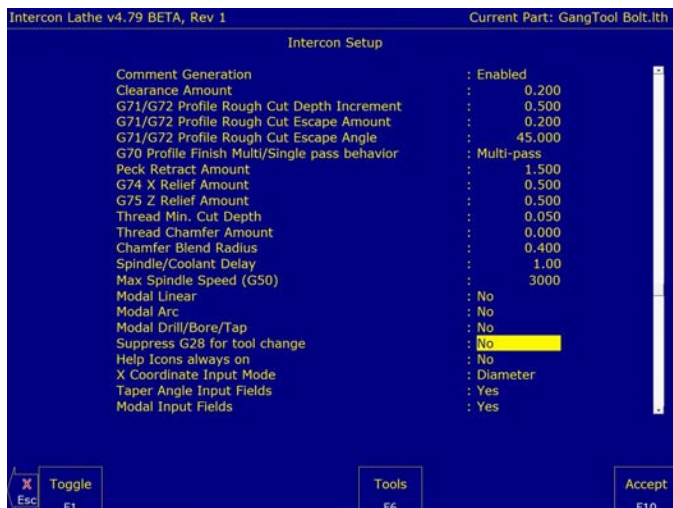 Intercon Lathe v4.79 BETA, Rev 1 Current Part: GangTool Bolt.lth
Intercon Setup
Comment Generation : Enabled
Clearance Amount : 0.200
G71/G72 Profile Rough Cut Depth Increment : 0.500
G71/G72 Profile Rough Cut Escape Amount : 0.200
G71/G72 Profile Rough Cut Escape Angle : 45.000
G70 Profile Finish Multi/Single pass behavior : Multi-pass
Peck Retract Amount : 1.500
G74 X Relief Amount : 0.500
G75 Z Relief Amount : 0.500
Thread Min. Cut Depth : 0.050
Thread Chamfer Amount : 0.000
Chamfer Blend Radius : 0.400
Spindle/Coolant Delay : 1.00
Max Spindle Speed (G50) : 3000
Modal Linear : No
Modal Arc : No
Modal Drill/Bore/Tap : No
Suppress G28 for tool change : No
Help Icons always on : No
X Coordinate Input Mode : Diameter
Taper Angle Input Fields : Yes
Modal Input Fields : Yes
X Toggle Tools Accept
Esc F1 F6 F10